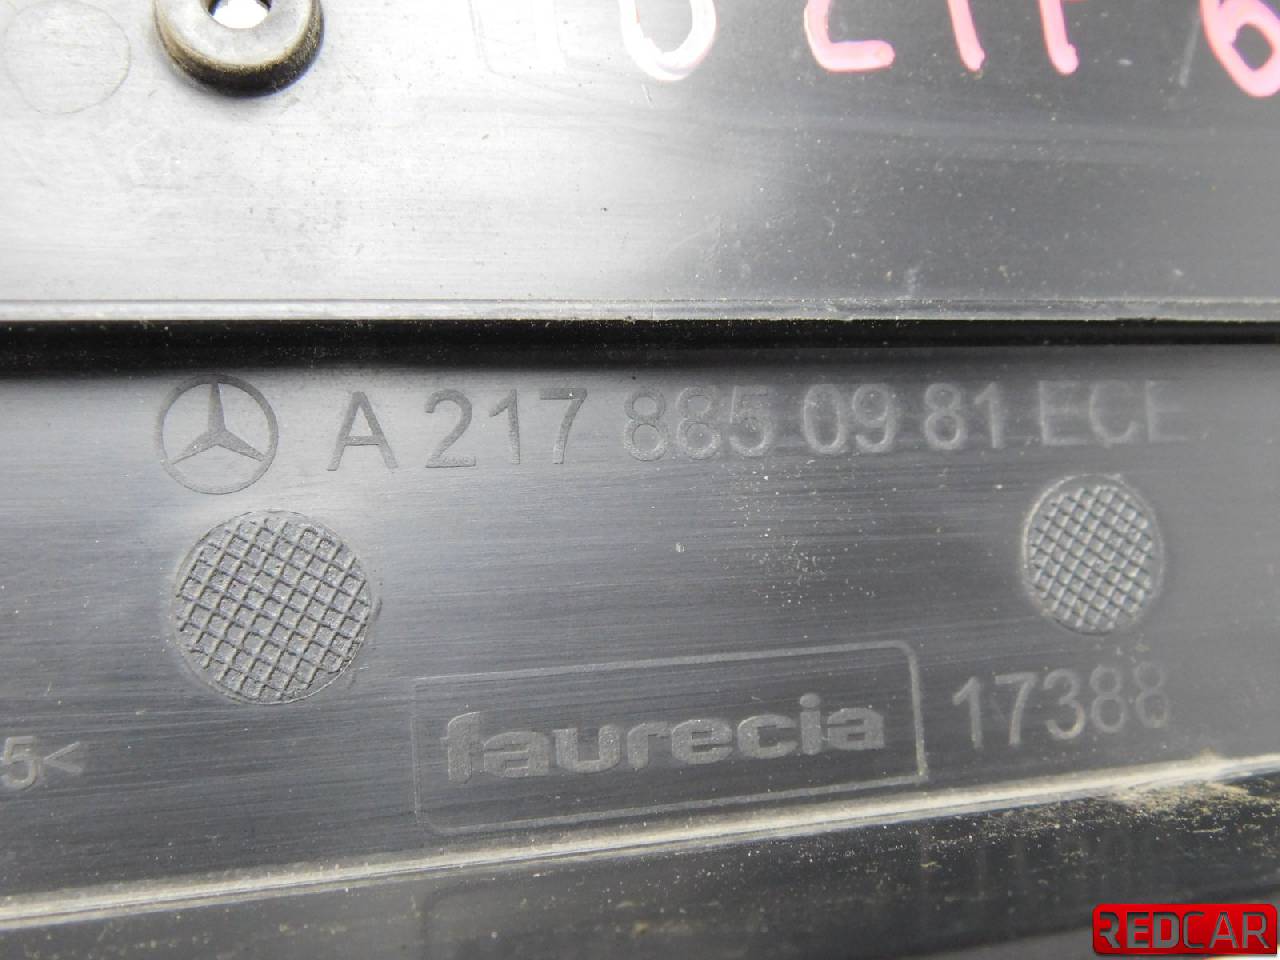 A 217 885 09 81 ECE
faurecia 17388
5<
REDCAR